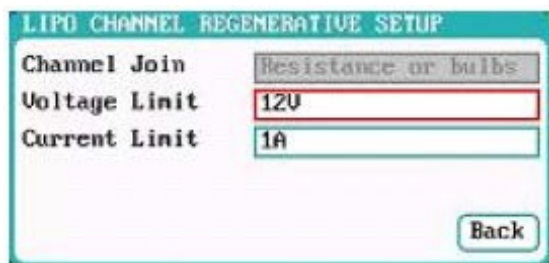 LIPO CHANNEL REGENERATIVE SETUP
Channel Join Resistance or bulbs
Voltage Limit 12V
Current Limit 1A
Back